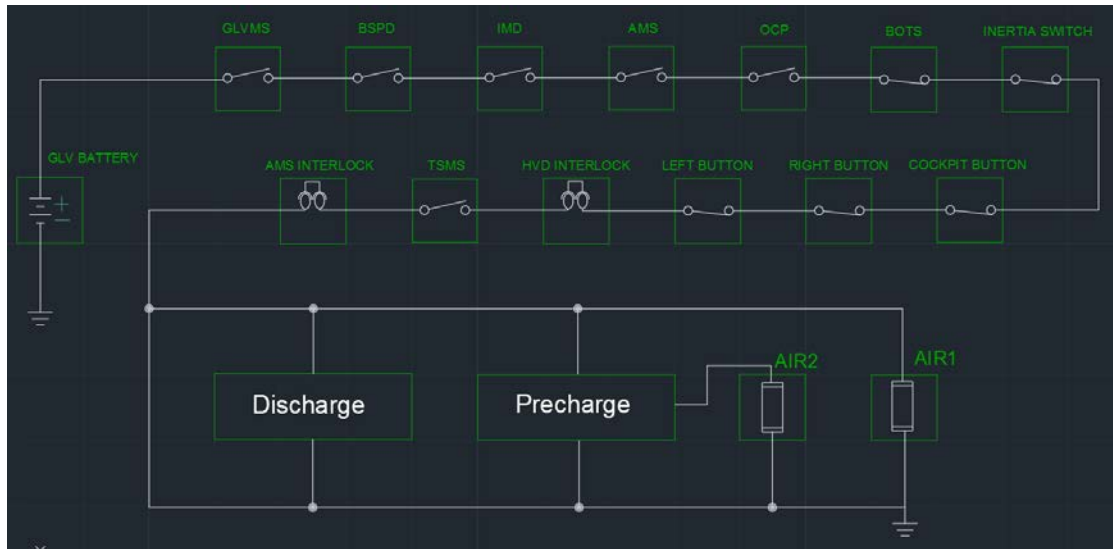 GLVMS
BSPD
IMD
AMS
OCP
BOTS
INERTIA SWITCH
GLV BATTERY
AMS INTERLOCK
TSMS
HVD INTERLOCK
LEFT BUTTON
RIGHT BUTTON
COCKPIT BUTTON
AIR2
AIR1
Discharge
Precharge